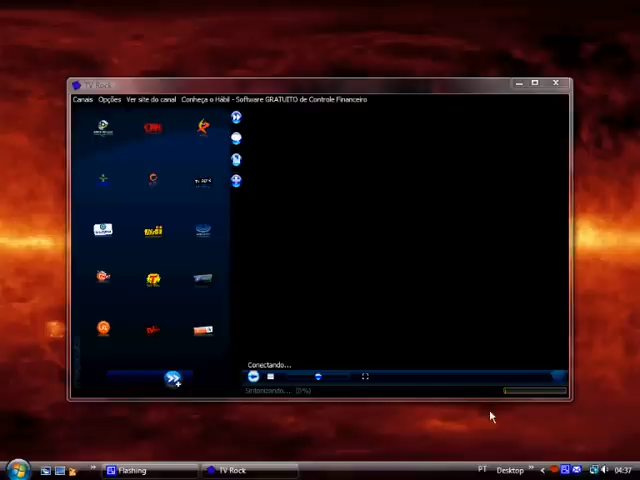 TV Rock
Canais Opções Ver site do canal Conheça o Hábil - Software GRATUITO de Controle Financeiro
Conectando...
Sintonizando... (0%)
Flashing
TV Rock
PT
Desktop
04:37